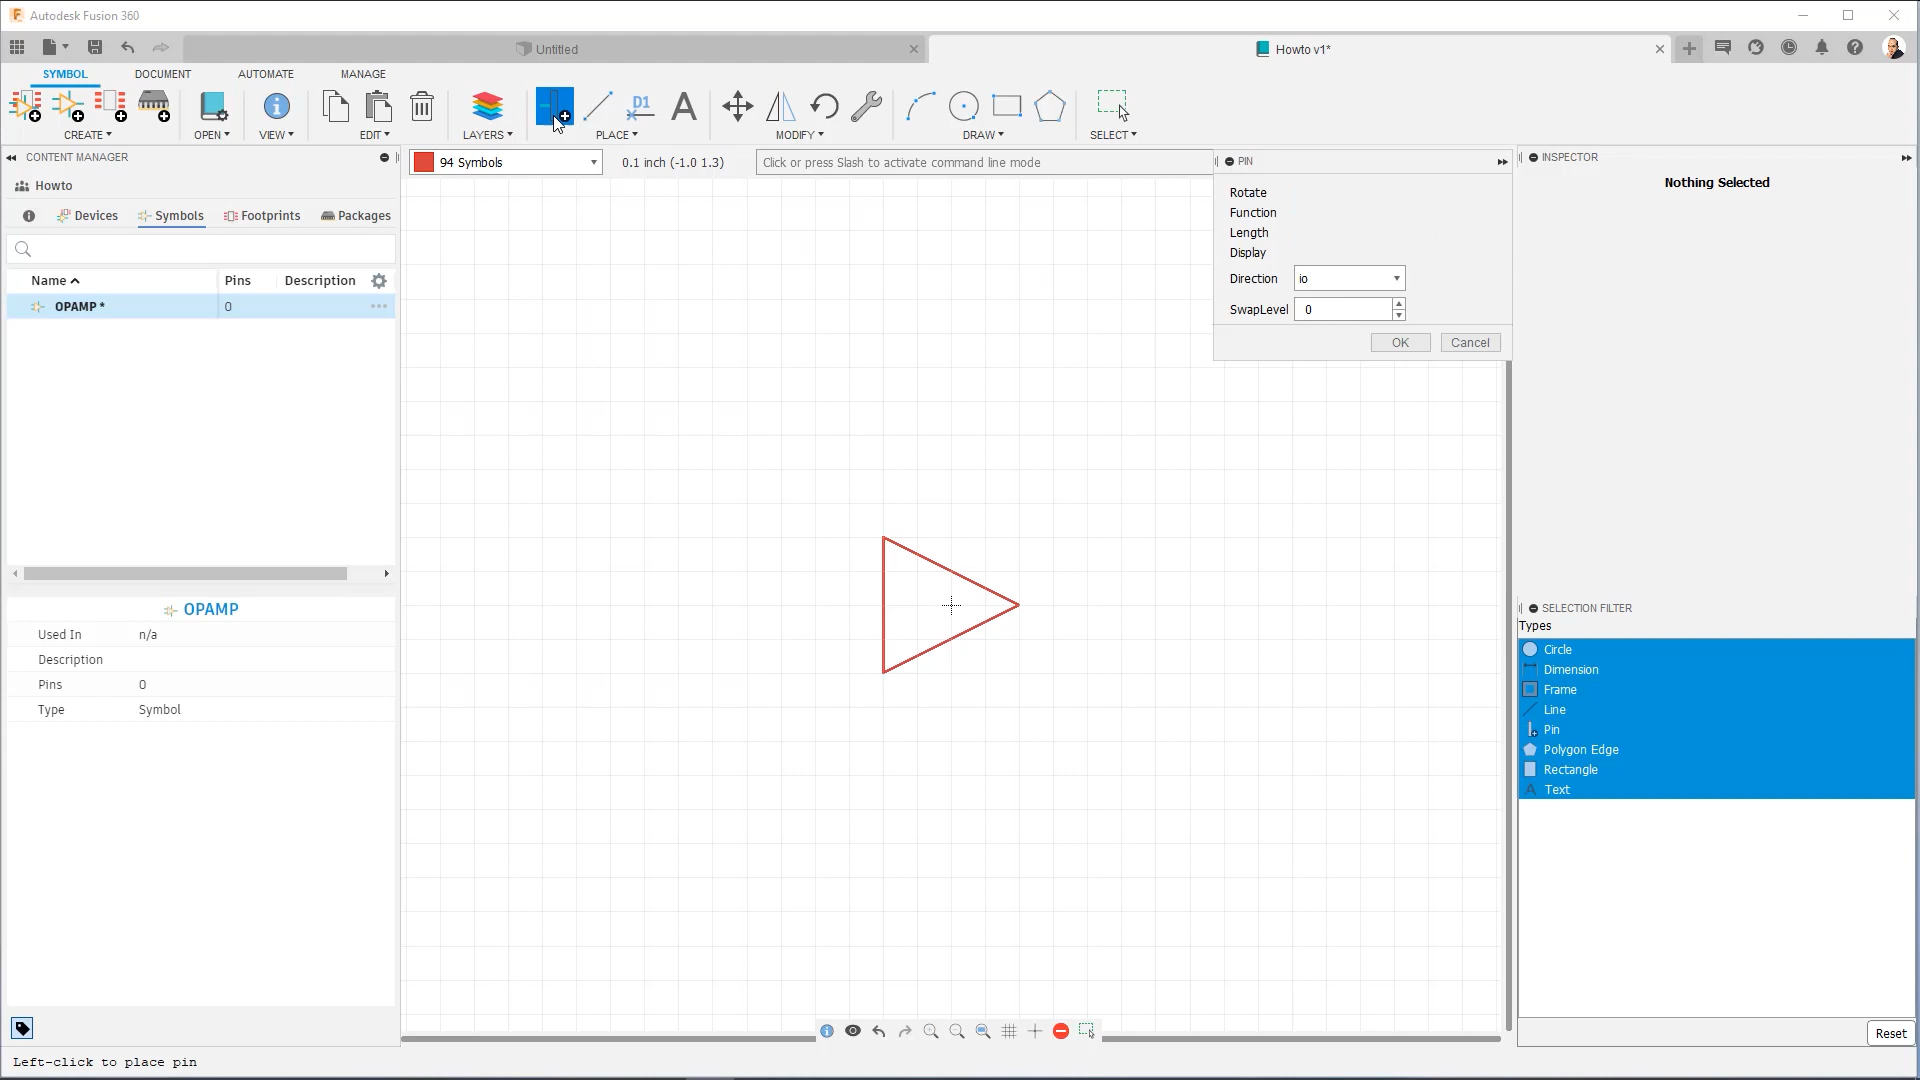 Autodesk Fusion 360
Untitled
Howto v1*
SYMBOL DOCUMENT AUTOMATE MANAGE
D1 A
CREATE OPEN VIEW EDIT LAYERS PLACE MODIFY DRAW SELECT
CONTENT MANAGER
94 Symbols
0.1 inch (-1.0 1.3)
Click or press Slash to activate command line mode
PIN
INSPECTOR
Howto
Nothing Selected
Devices Symbols Footprints Packages
Rotate
Function
Length
Display
Direction io
SwapLevel 0
OK Cancel
Name Pins Description
OPAMP * 0
OPAMP
Used In n/a
Description
Pins 0
Type Symbol
SELECTION FILTER
Types
Circle
Dimension
Frame
Line
Pin
Polygon Edge
Rectangle
Text
Reset
Left-click to place pin